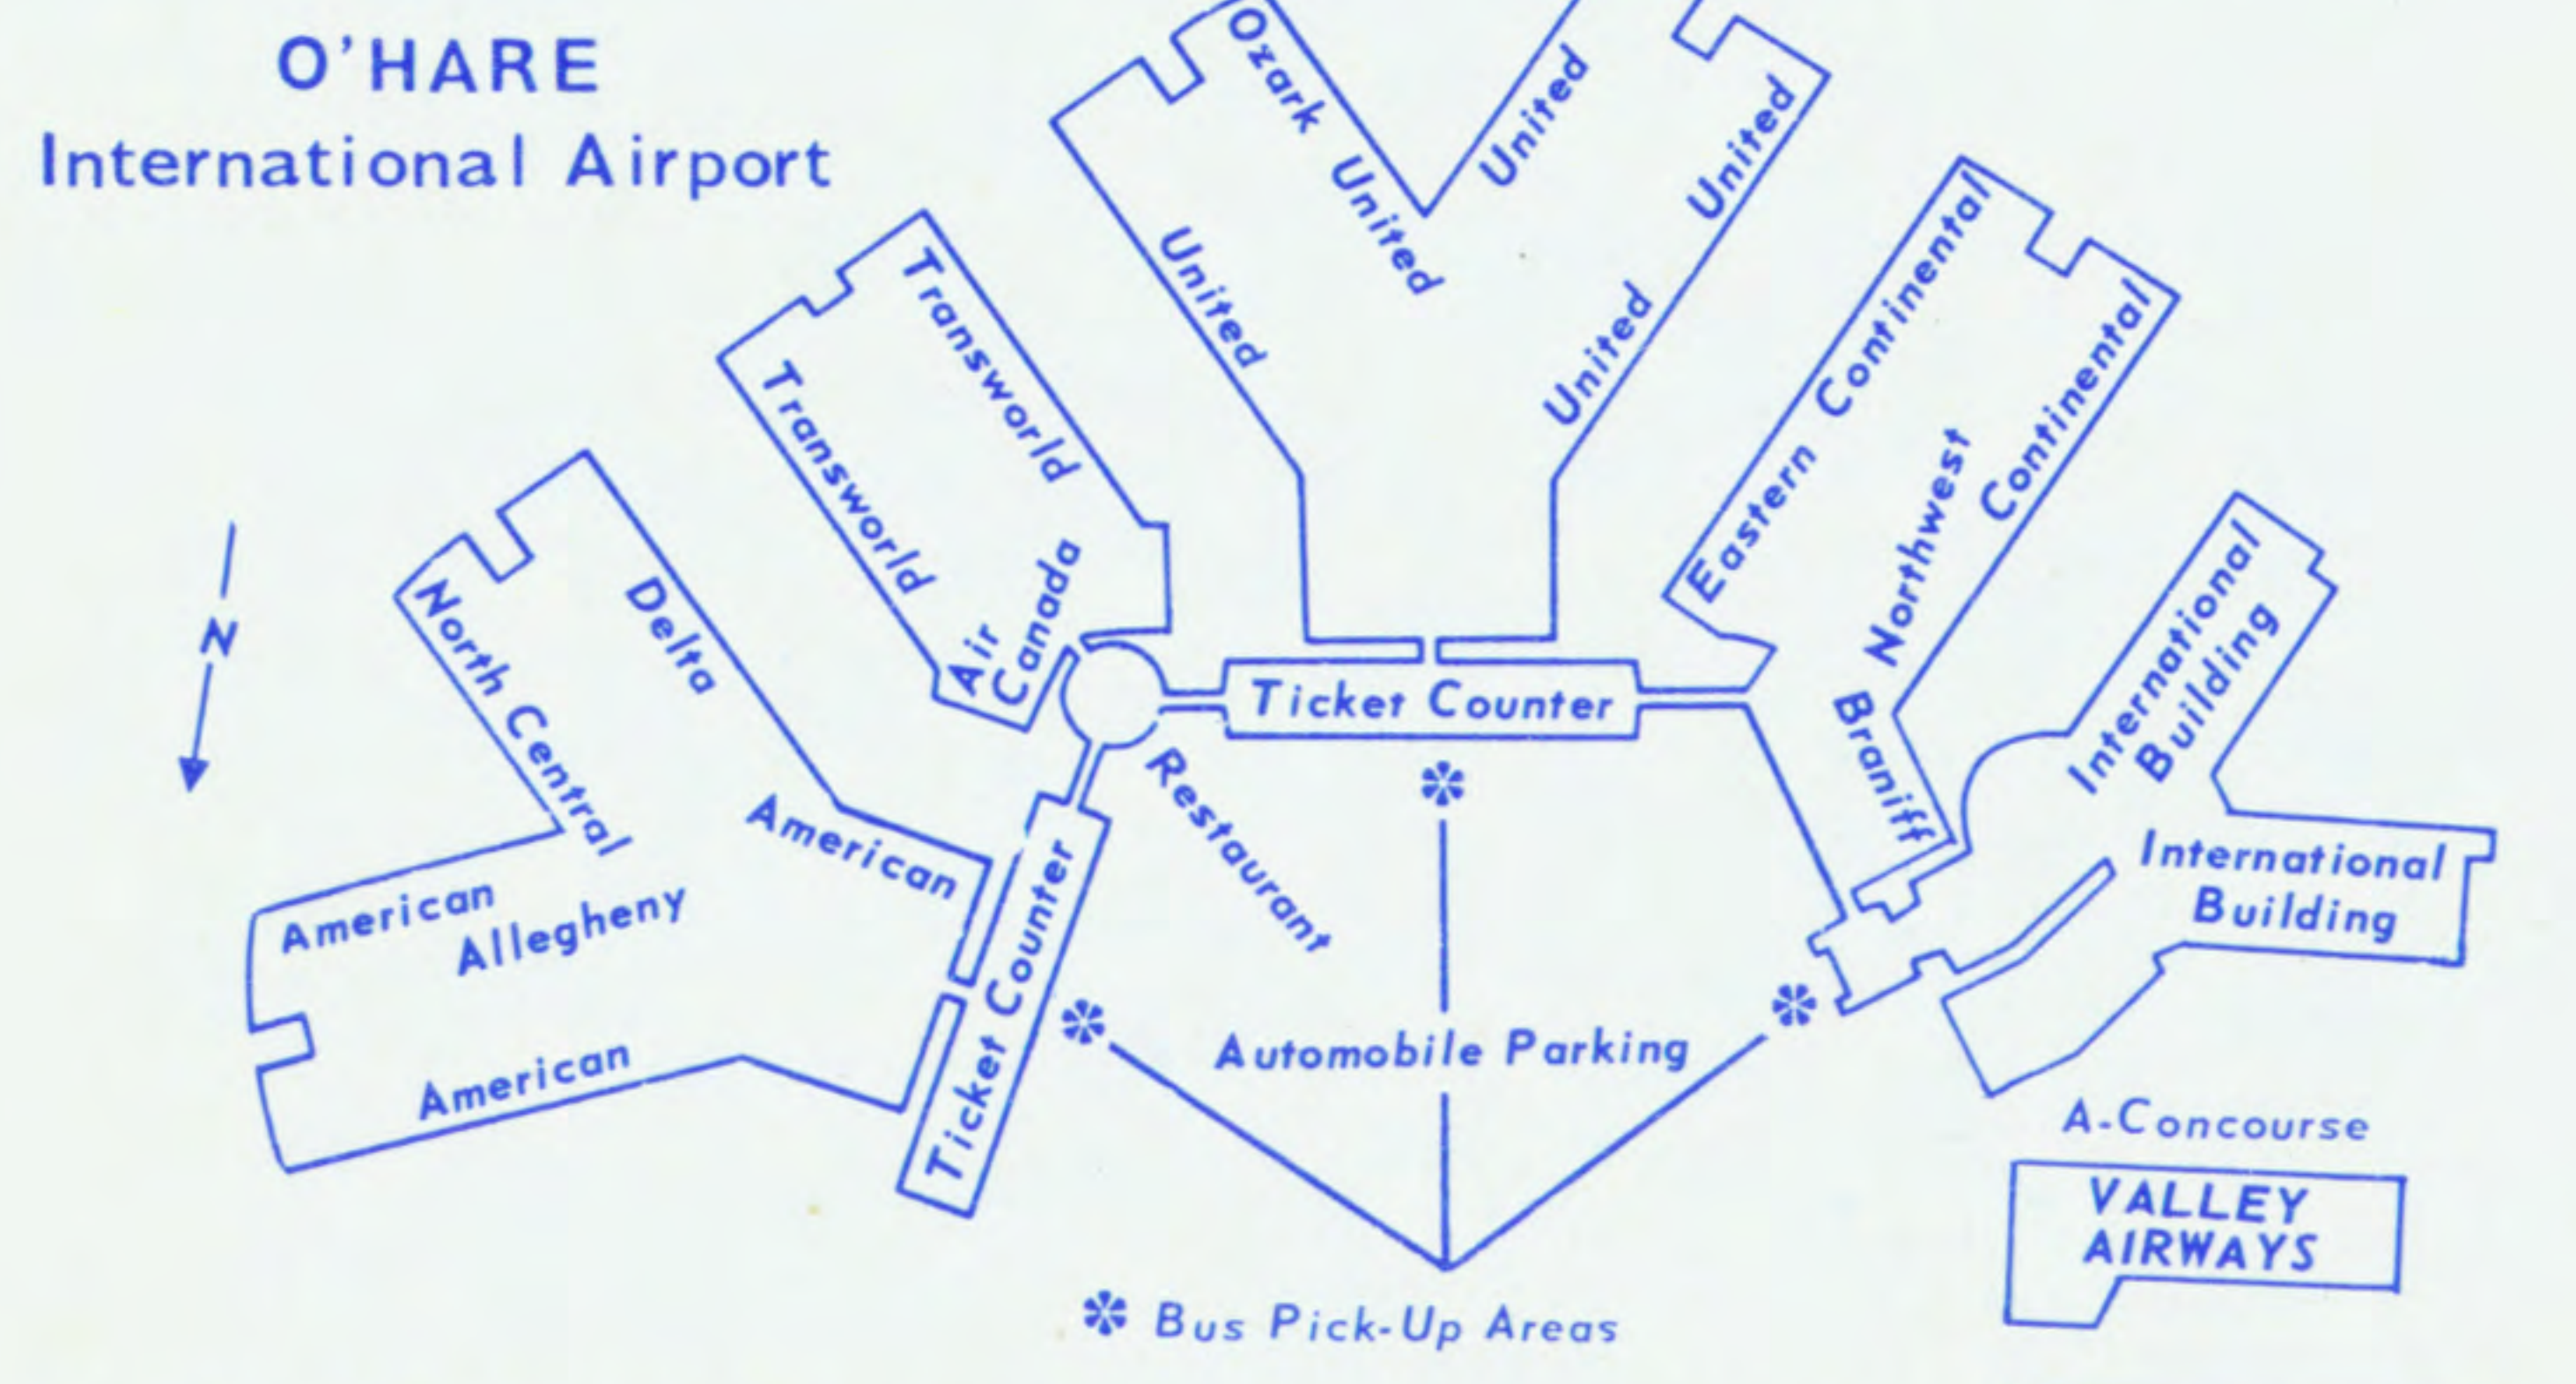 O'HARE
International Airport
Ozark United
United
United
United
United
Transworld
Transworld
Air
Canada
Eastern Continental
Continental
Northwest
Braniff
International
Building
International
Building
Delta
North Central
American
American
Allegheny
American
N
Ticket Counter
Ticket Counter
Restaurant
Automobile Parking
A-Concourse
VALLEY
AIRWAYS
* Bus Pick-Up Areas